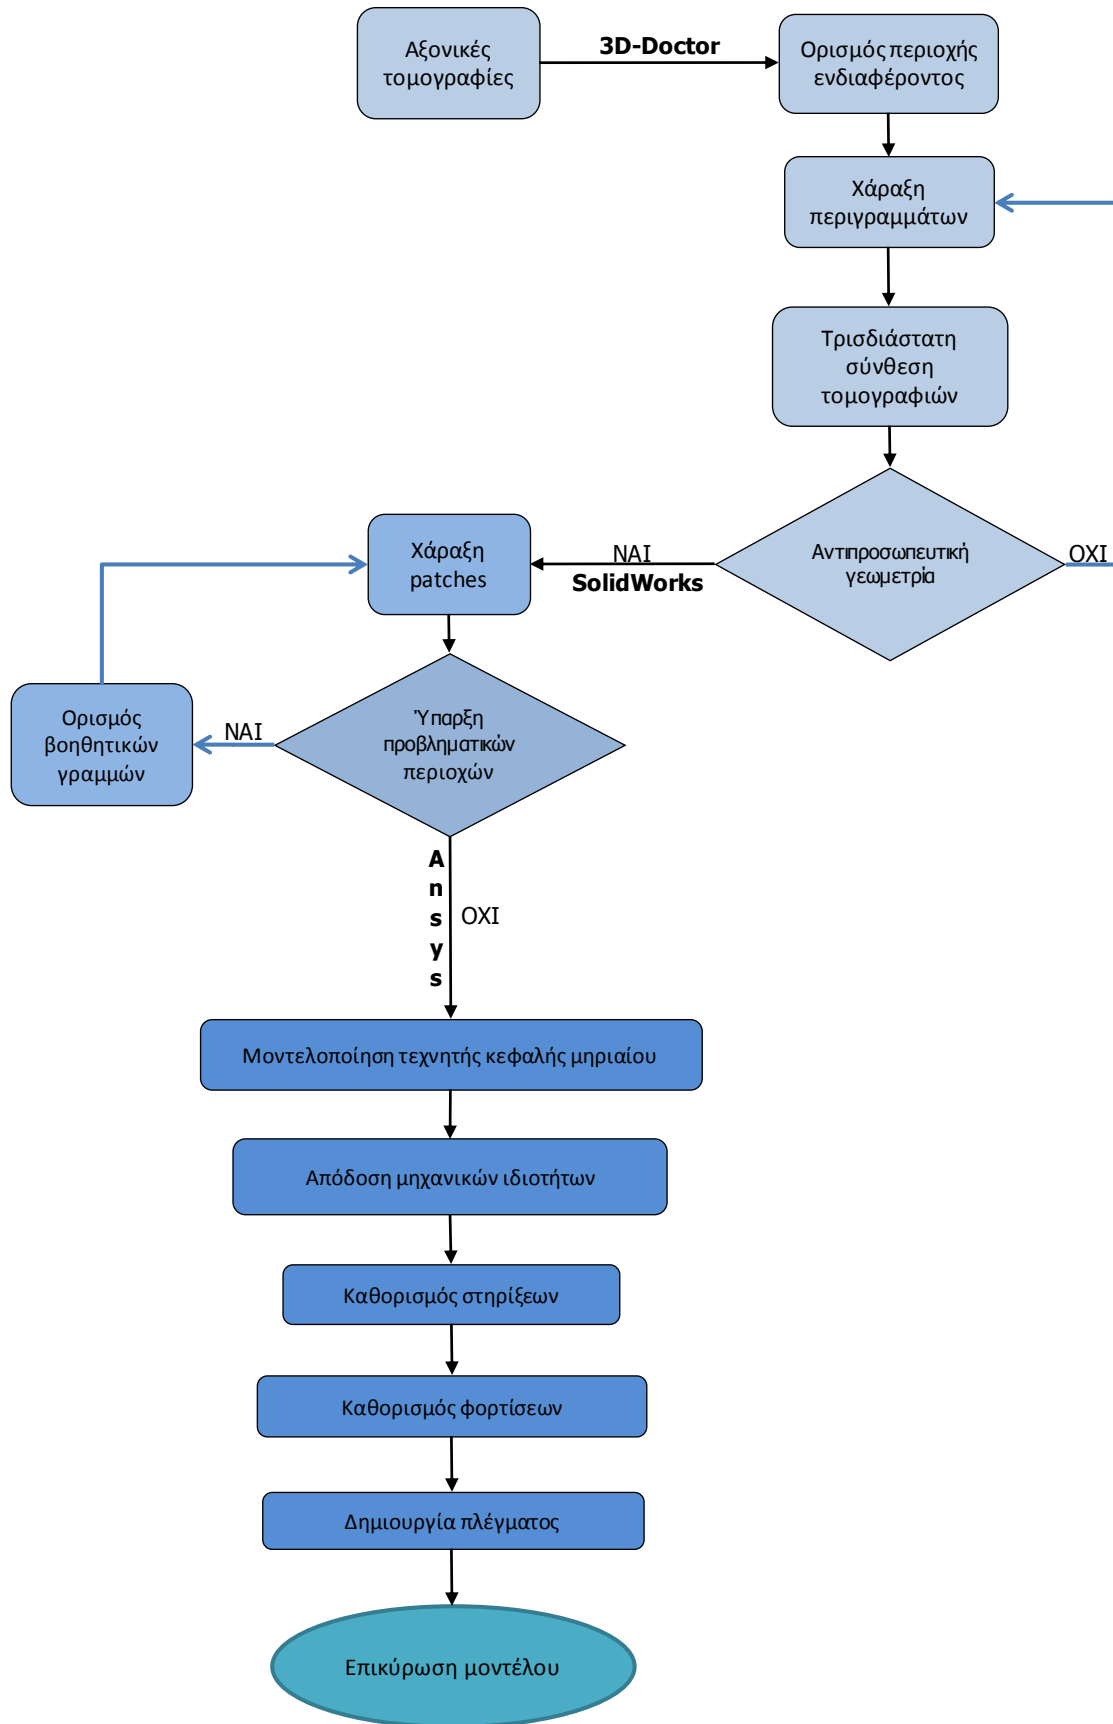 Αξονικές
τομογραφίες
3D-Doctor
Ορισμός περιοχής
ενδιαφέροντος
Χάραξη
περιγραμμάτων
Τρισδιάστατη
σύνθεση
τομογραφιών
Αντιπροσωπευτική
γεωμετρία
ΟΧΙ
ΝΑΙ
SolidWorks
Χάραξη
patches
Ύπαρξη
προβληματικών
περιοχών
ΝΑΙ
Ορισμός
βοηθητικών
γραμμών
Ansys
ΟΧΙ
Μοντελοποίηση τεχνητής κεφαλής μηριαίου
Απόδοση μηχανικών ιδιοτήτων
Καθορισμός στηρίξεων
Καθορισμός φορτίσεων
Δημιουργία πλέγματος
Επικύρωση μοντέλου